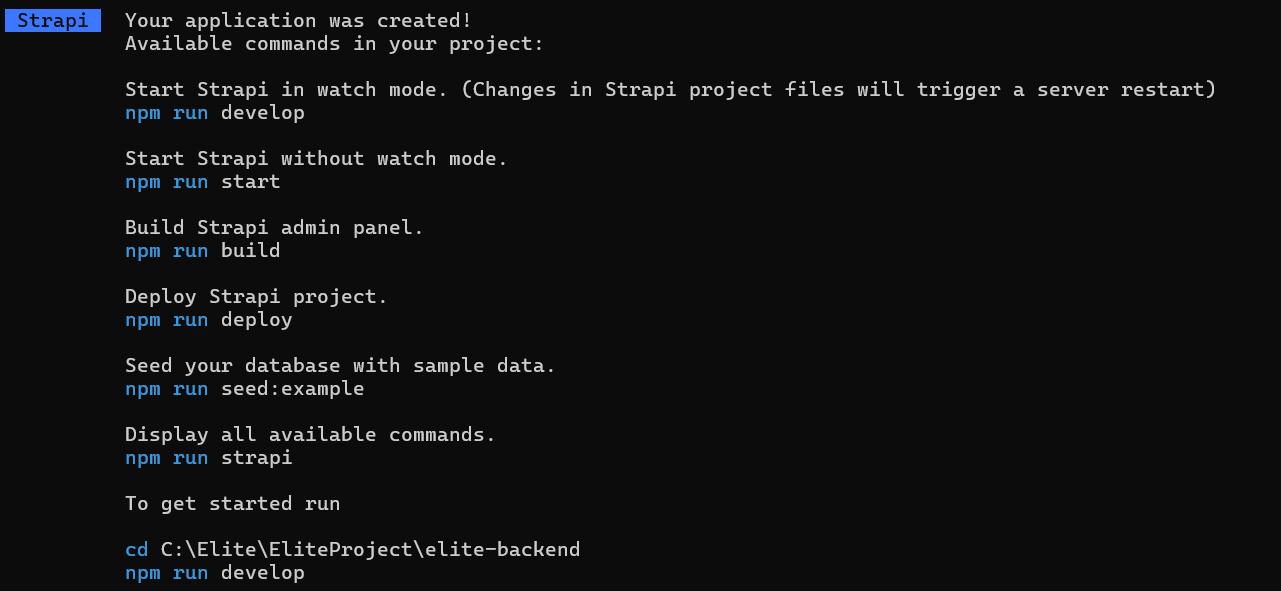 Strapi Your application was created!
Available commands in your project:
Start Strapi in watch mode. (Changes in Strapi project files will trigger a server restart)
npm run develop
Start Strapi without watch mode.
npm run start
Build Strapi admin panel.
npm run build
Deploy Strapi project.
npm run deploy
Seed your database with sample data.
npm run seed:example
Display all available commands.
npm run strapi
To get started run
cd C:\Elite\EliteProject\elite-backend
npm run develop